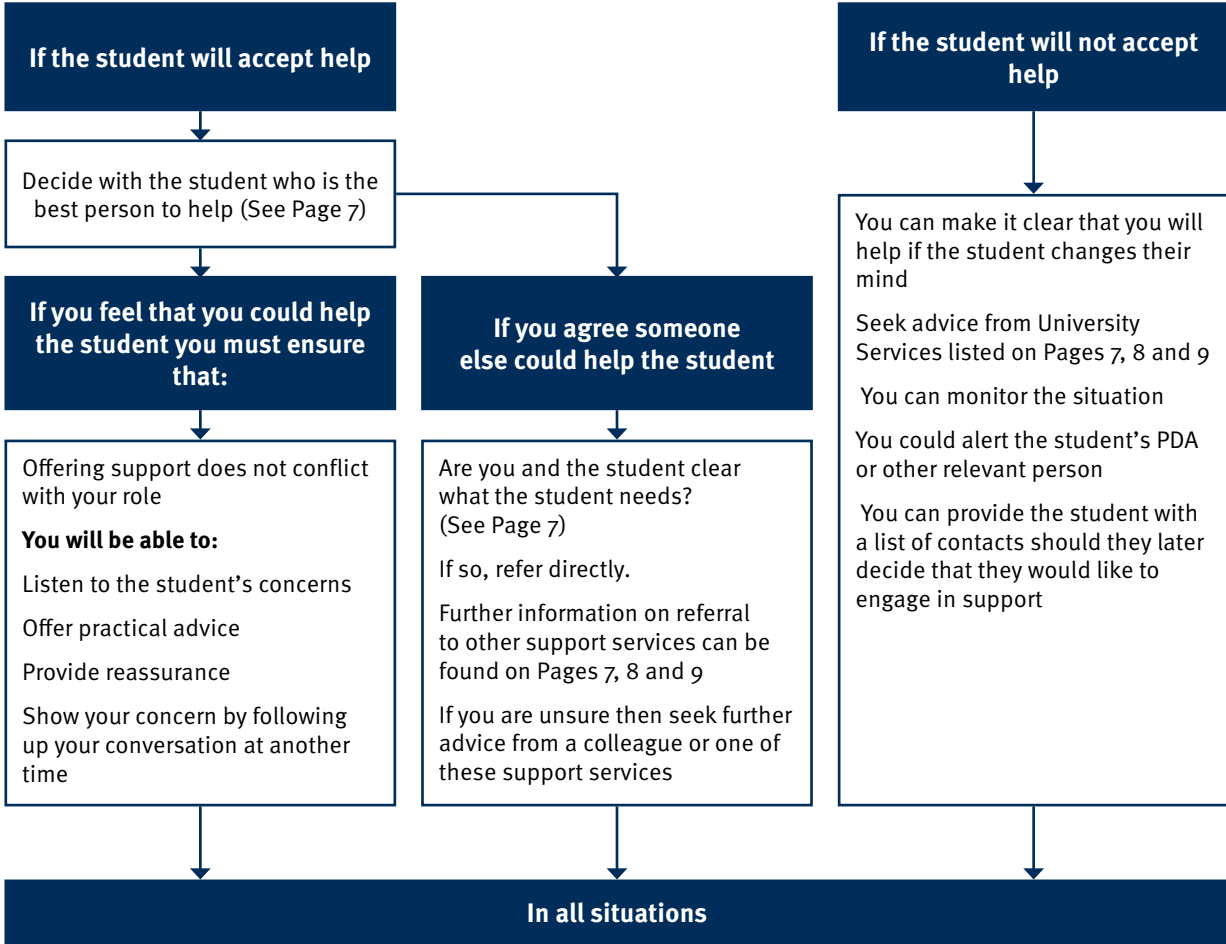 If the student will accept help
Decide with the student who is the
best person to help (See Page 7)
If you feel that you could help
the student you must ensure
that:
Offering support does not conflict
with your role
You will be able to:
Listen to the student’s concerns
Offer practical advice
Provide reassurance
Show your concern by following
up your conversation at another
time
If you agree someone
else could help the student
Are you and the student clear
what the student needs?
(See Page 7)
If so, refer directly.
Further information on referral
to other support services can be
found on Pages 7, 8 and 9
If you are unsure then seek further
advice from a colleague or one of
these support services
If the student will not accept
help
You can make it clear that you will
help if the student changes their
mind
Seek advice from University
Services listed on Pages 7, 8 and 9
You can monitor the situation
You could alert the student’s PDA
or other relevant person
You can provide the student with
a list of contacts should they later
decide that they would like to
engage in support
In all situations